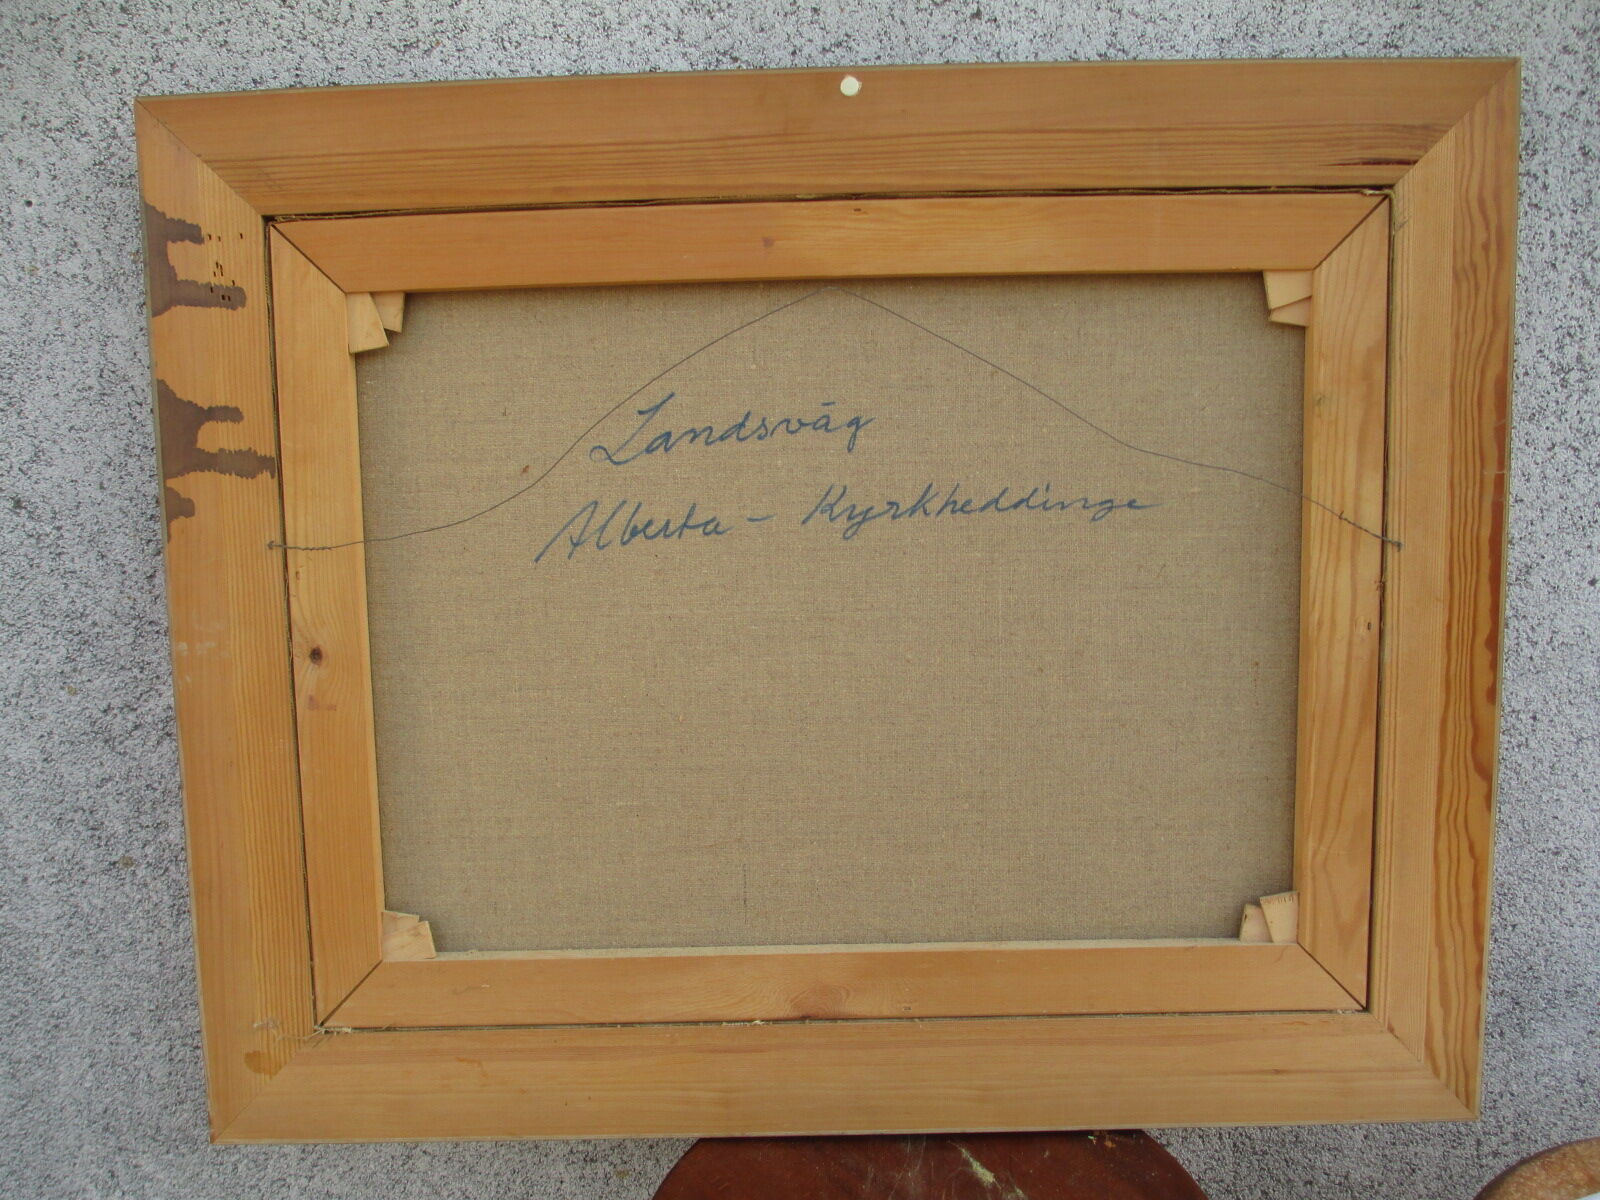 Landsväg
Alberta - Kyrkheddinge